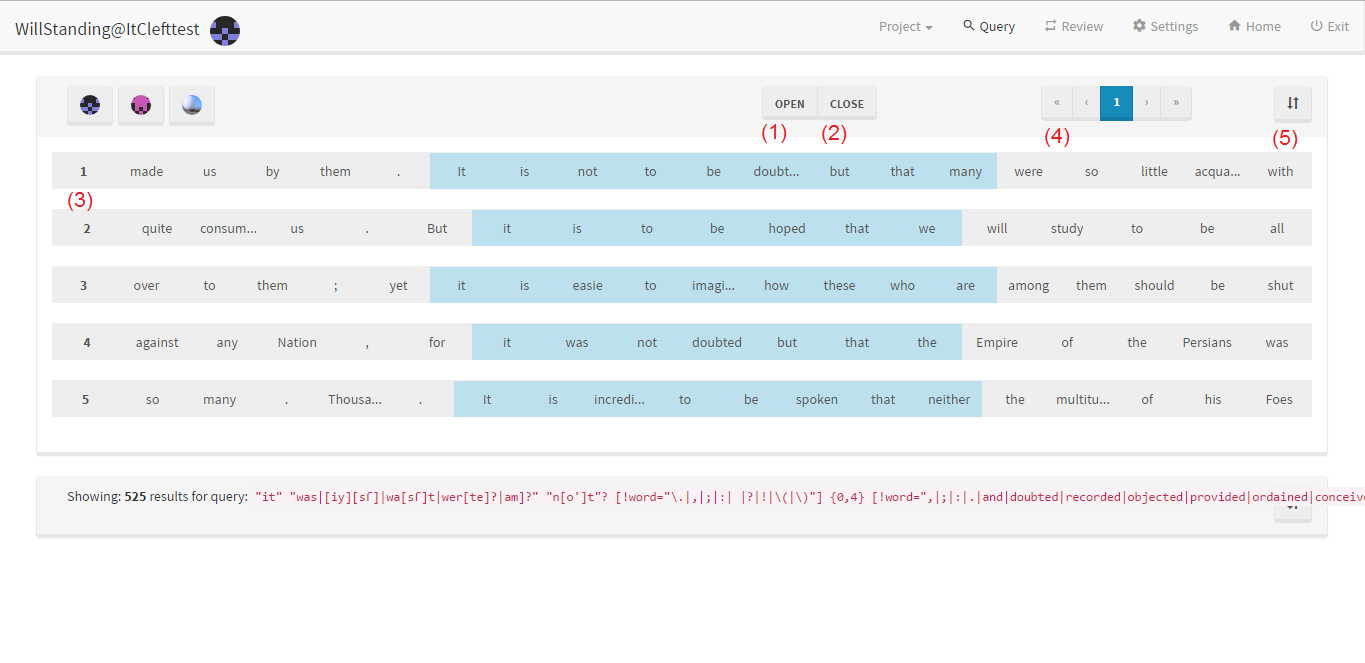 WillStanding@ItClefttest Project Query Review Settings Home Exit
OPEN CLOSE « ‹ 1 › »
(1) (2) (4) (5)
1 made us by them . It is not to be doubt... but that many were so little acqua... with
(3)
2 quite consum... us . But it is to be hoped that we will study to be all
3 over to them ; yet it is easie to imagi... how these who are among them should be shut
4 against any Nation , for it was not doubted but that the Empire of the Persians was
5 so many . Thousa... . It is incredi... to be spoken that neither the multitu... of his Foes
Showing: 525 results for query: "it" "was|[iy][sſ]|wa[sſ]t|wer[te]?|am]?" "n[o']t"? [!word="\.|,|;|:| |?|!|\(|\)"] {0,4} [!word=",|;|:|.|and|doubted|recorded|objected|provided|ordained|conceiv